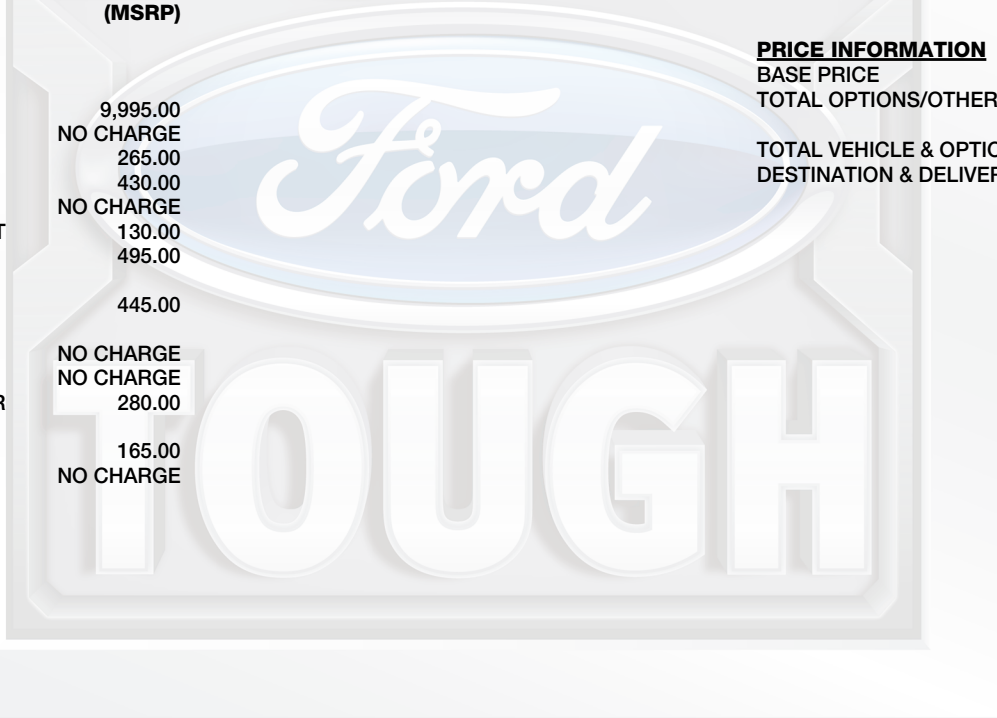 (MSRP)
9,995.00
NO CHARGE
265.00
430.00
NO CHARGE
T 130.00
495.00
445.00
NO CHARGE
NO CHARGE
R 280.00
165.00
NO CHARGE
PRICE INFORMATION
BASE PRICE
TOTAL OPTIONS/OTHER
TOTAL VEHICLE & OPTIO
DESTINATION & DELIVER
Ford
TOUGH